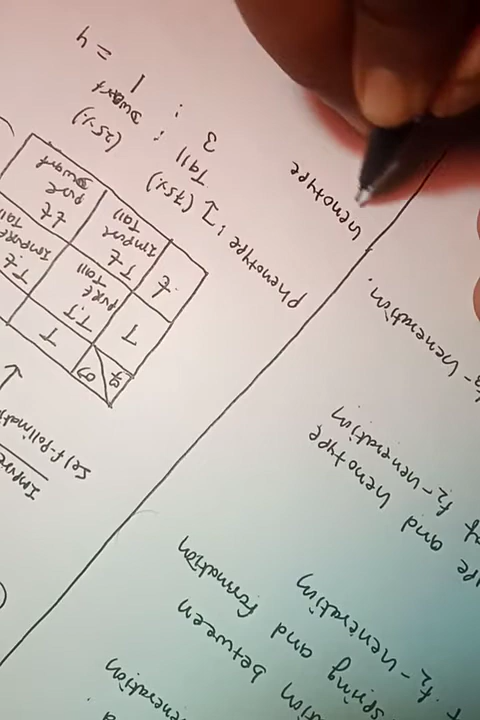 Generation
between
spring and formation
f2-Generation
and Genotype
by f2-Generation
Generation.
Impure
Self-pollination
♀ ♂ T t
T TT pure Tall Tt Impure Tall
t Tt Impure Tall tt pure Dwarf
Phenotype : Tall (75%) : Dwarf (25%)
3 : 1 = 4
Genotype